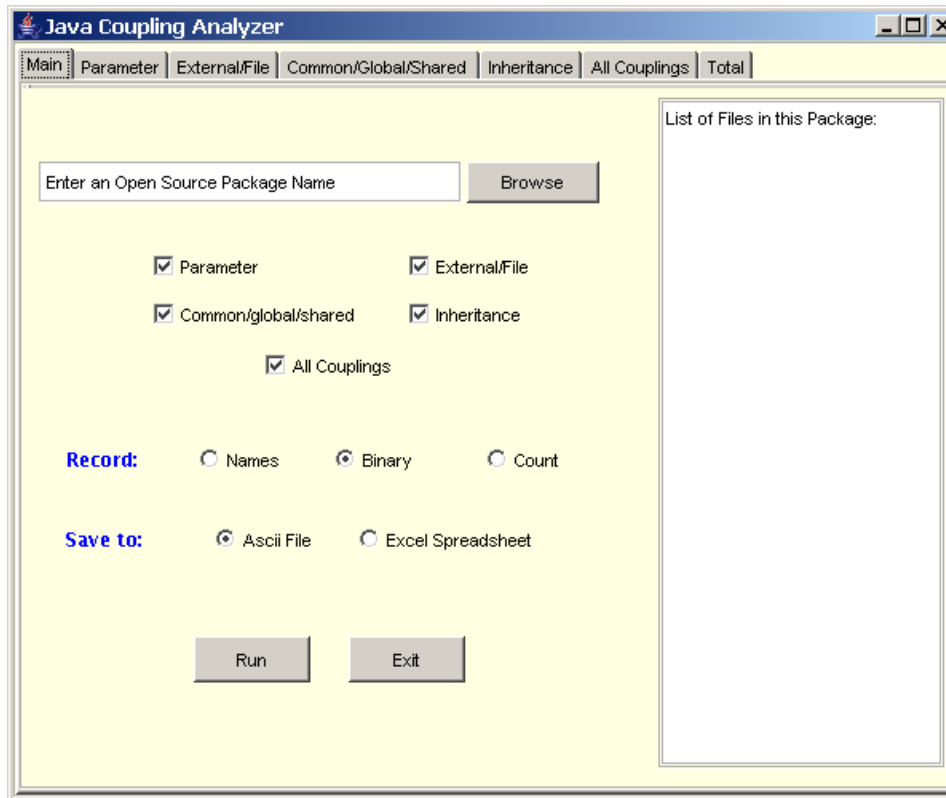 Java Coupling Analyzer
Main Parameter External/File Common/Global/Shared Inheritance All Couplings Total
List of Files in this Package:
Enter an Open Source Package Name Browse
Parameter External/File
Common/global/shared Inheritance
All Couplings
Record: Names Binary Count
Save to: Ascii File Excel Spreadsheet
Run Exit